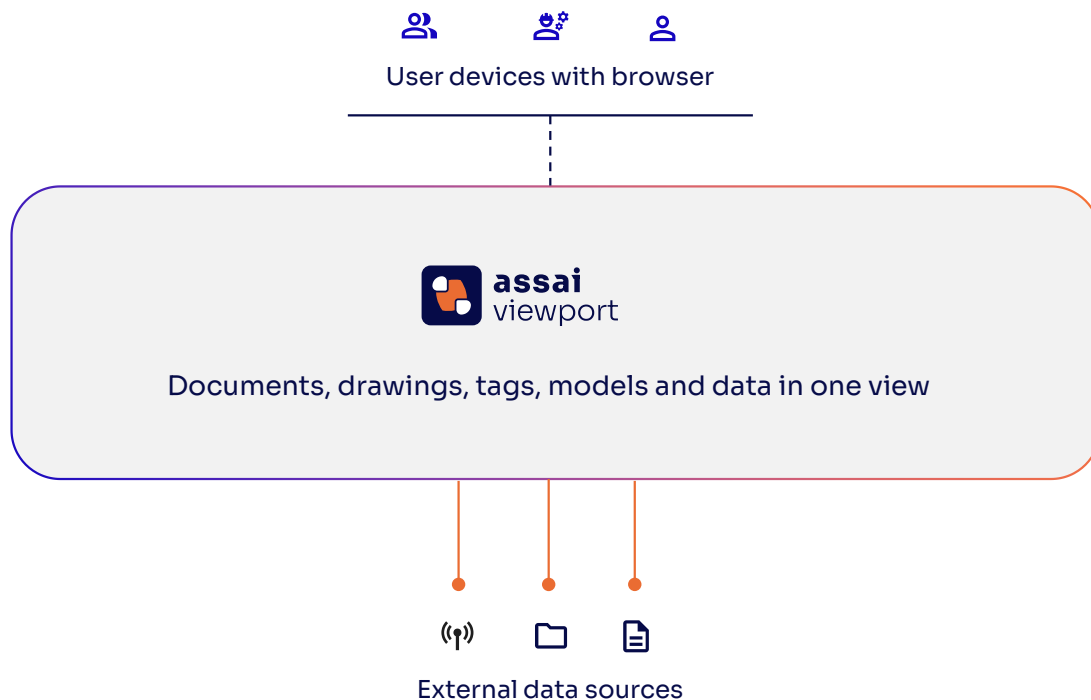 User devices with browser
assai
viewport
Documents, drawings, tags, models and data in one view
External data sources